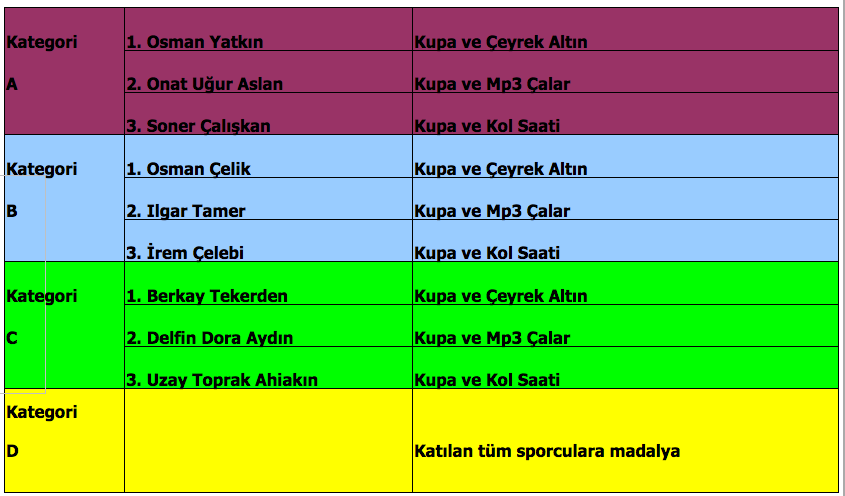 Kategori
A
1. Osman Yatkın
Kupa ve Çeyrek Altın
2. Onat Uğur Aslan
Kupa ve Mp3 Çalar
3. Soner Çalışkan
Kupa ve Kol Saati
Kategori
B
1. Osman Çelik
Kupa ve Çeyrek Altın
2. Ilgar Tamer
Kupa ve Mp3 Çalar
3. İrem Çelebi
Kupa ve Kol Saati
Kategori
C
1. Berkay Tekerden
Kupa ve Çeyrek Altın
2. Delfin Dora Aydın
Kupa ve Mp3 Çalar
3. Uzay Toprak Ahiakın
Kupa ve Kol Saati
Kategori
D
Katılan tüm sporculara madalya